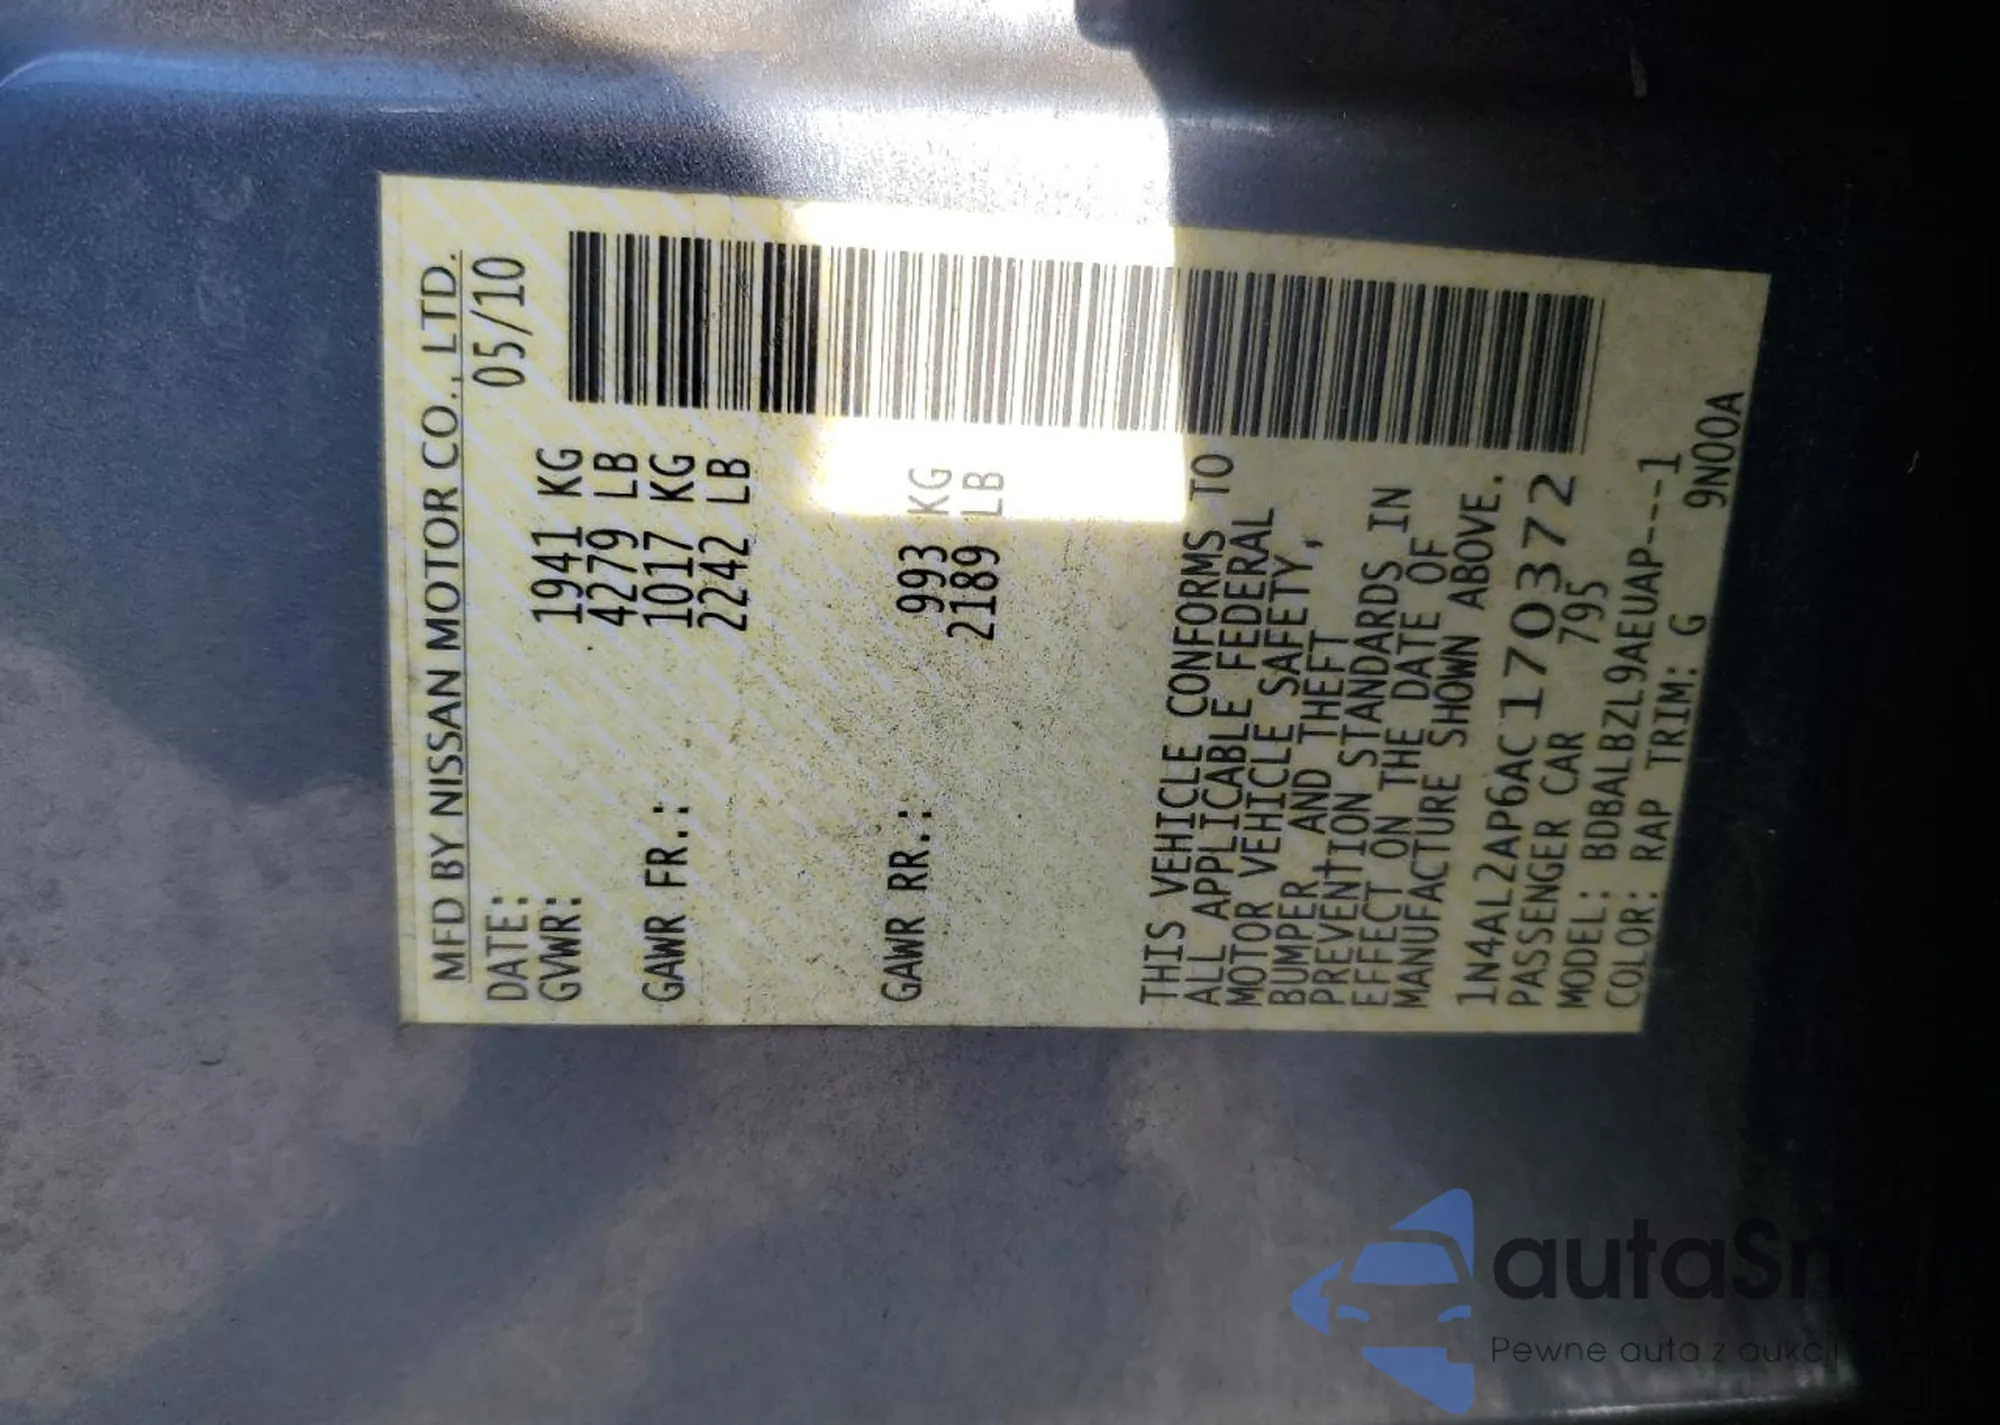 MFD BY NISSAN MOTOR CO., LTD.
DATE: 05/10
GVWR: 1941 KG
4279 LB
GAWR FR.: 1017 KG
2242 LB
GAWR RR.: 993 KG
2189 LB
THIS VEHICLE CONFORMS TO
ALL APPLICABLE FEDERAL
MOTOR VEHICLE SAFETY,
BUMPER, AND THEFT
PREVENTION STANDARDS IN
EFFECT ON THE DATE OF
MANUFACTURE SHOWN ABOVE.
1N4AL2AP6AC170372
PASSENGER CAR 795
MODEL: BDBALBZL9AEUAP---1
COLOR: RAP TRIM: G 9N00A
autaSn
Pewne auta z aukcji